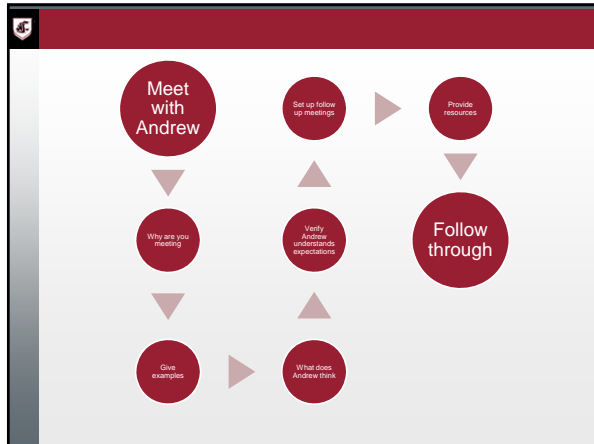 Meet
with
Andrew
Why are you
meeting
Give
examples
What does
Andrew think
Verify
Andrew
understands
expectations
Set up follow
up meetings
Provide
resources
Follow
through